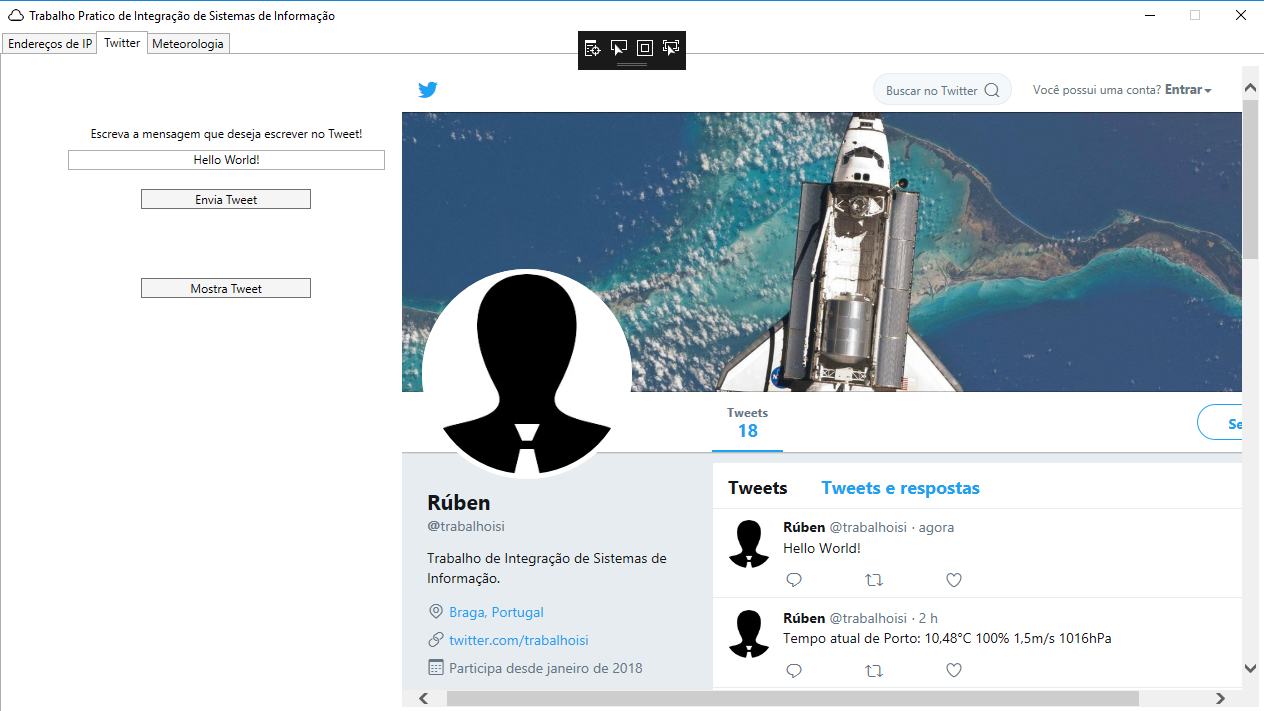 Trabalho Pratico de Integração de Sistemas de Informação
Endereços de IP
Twitter
Meteorologia
Buscar no Twitter
Você possui uma conta? Entrar
Escreva a mensagem que deseja escrever no Tweet!
Hello World!
Envia Tweet
Mostra Tweet
Tweets
18
Se
Rúben
@trabalhoisi
Trabalho de Integração de Sistemas de
Informação.
Braga, Portugal
twitter.com/trabalhoisi
Participa desde janeiro de 2018
Tweets
Tweets e respostas
Rúben @trabalhoisi · agora
Hello World!
Rúben @trabalhoisi · 2 h
Tempo atual de Porto: 10,48°C 100% 1,5m/s 1016hPa